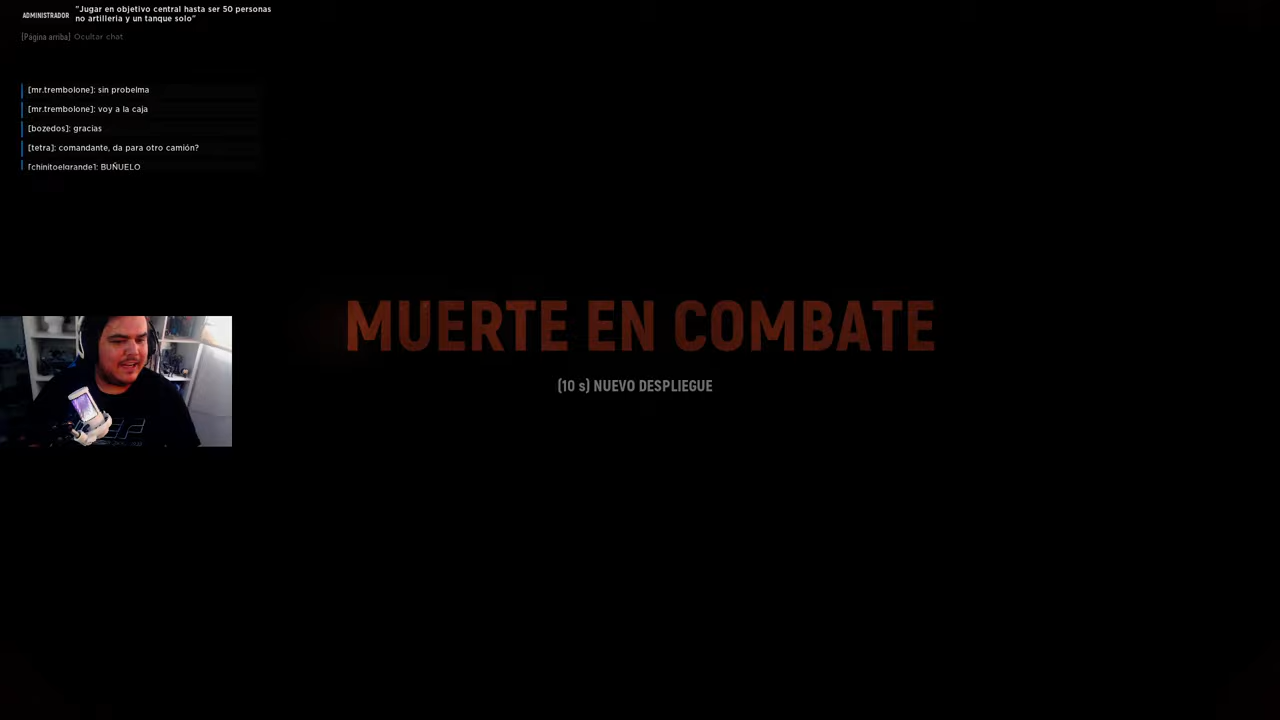 ADMINISTRADOR
"Jugar en objetivo central hasta ser 50 personas
no artilleria y un tanque solo"
[Página arriba] Ocultar chat
[mr.trembolone]: sin probelma
[mr.trembolone]: voy a la caja
[bozedos]: gracias
[tetra]: comandante, da para otro camión?
[chinitoelgrande]: BUÑUELO
MUERTE EN COMBATE
(10 s) NUEVO DESPLIEGUE